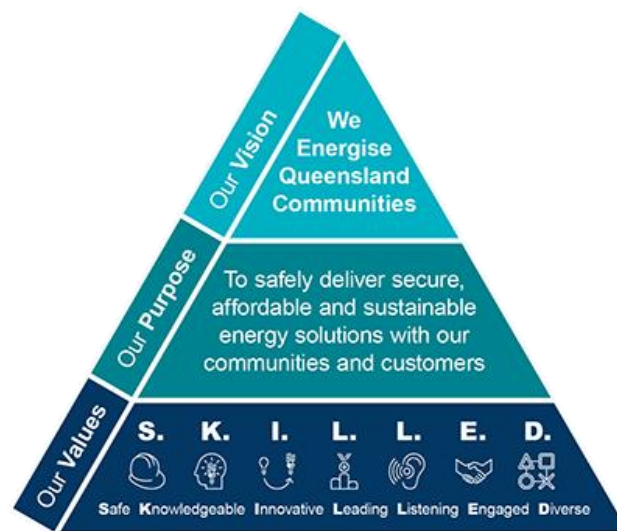 Our Vision
We
Energise
Queensland
Communities
Our Purpose
To safely deliver secure,
affordable and sustainable
energy solutions with our
communities and customers
Our Values
S. K. I. L. L. E. D.
Safe Knowledgeable Innovative Leading Listening Engaged Diverse